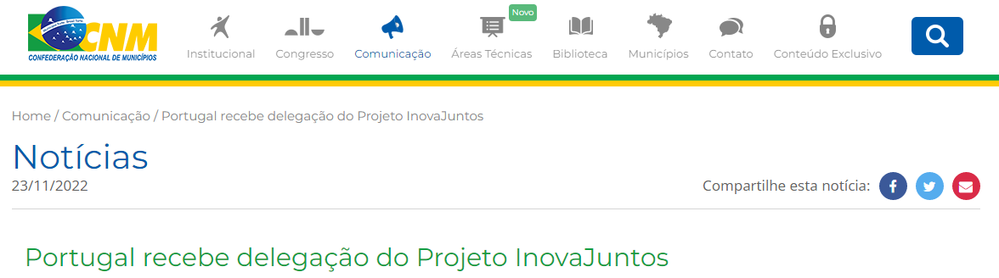 Novo
CNM
CONFEDERAÇÃO NACIONAL DE MUNICÍPIOS
Institucional
Congresso
Comunicação
Áreas Técnicas
Biblioteca
Municípios
Contato
Conteúdo Exclusivo
Home / Comunicação / Portugal recebe delegação do Projeto InovaJuntos
Notícias
23/11/2022
Compartilhe esta notícia:
Portugal recebe delegação do Projeto InovaJuntos